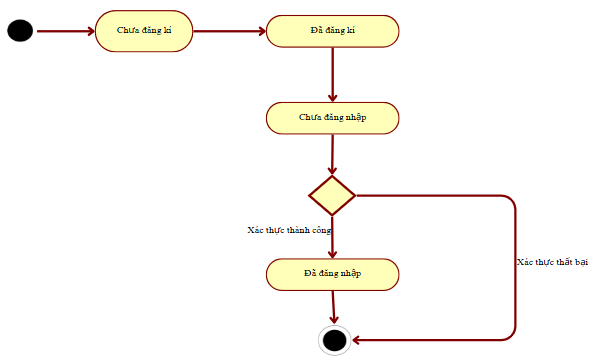 Chưa đăng kí
Đã đăng kí
Chưa đăng nhập
Xác thực thành công
Xác thực thất bại
Đã đăng nhập